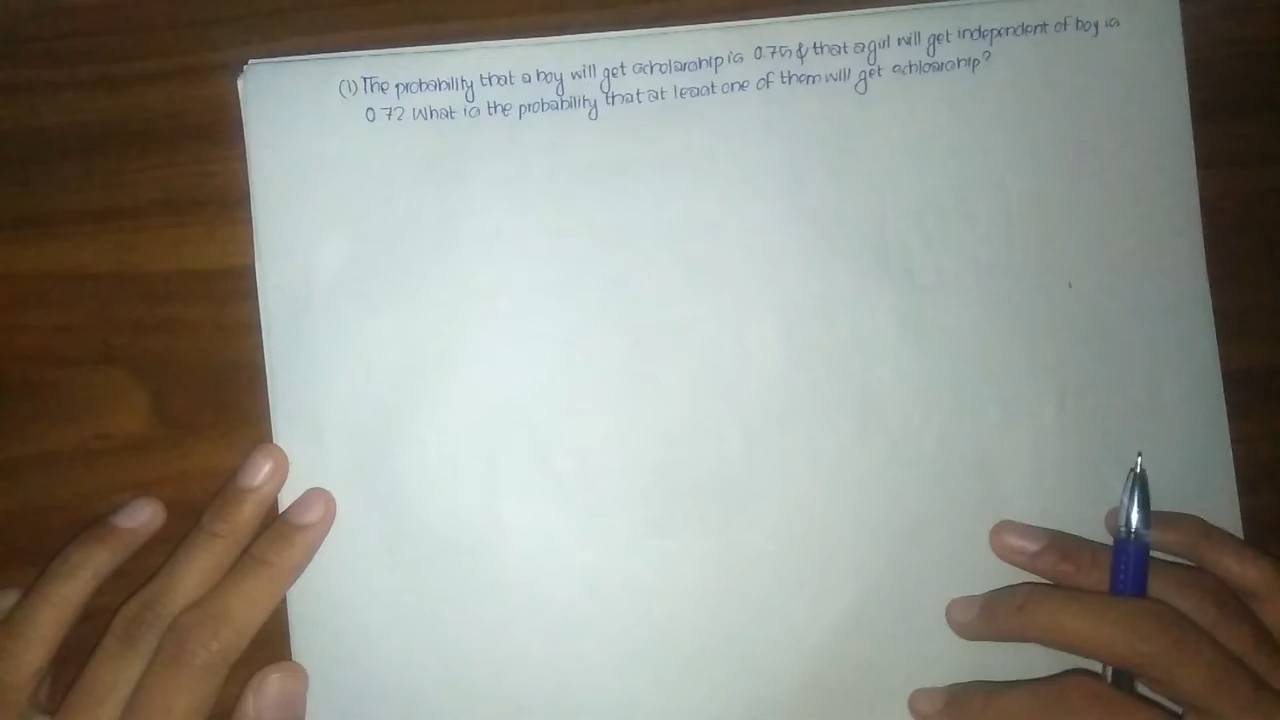 (1) The probability that a boy will get scholarship is 0.75 & that a girl will get independent of boy is
0.72 What is the probability that at least one of them will get schloarship?